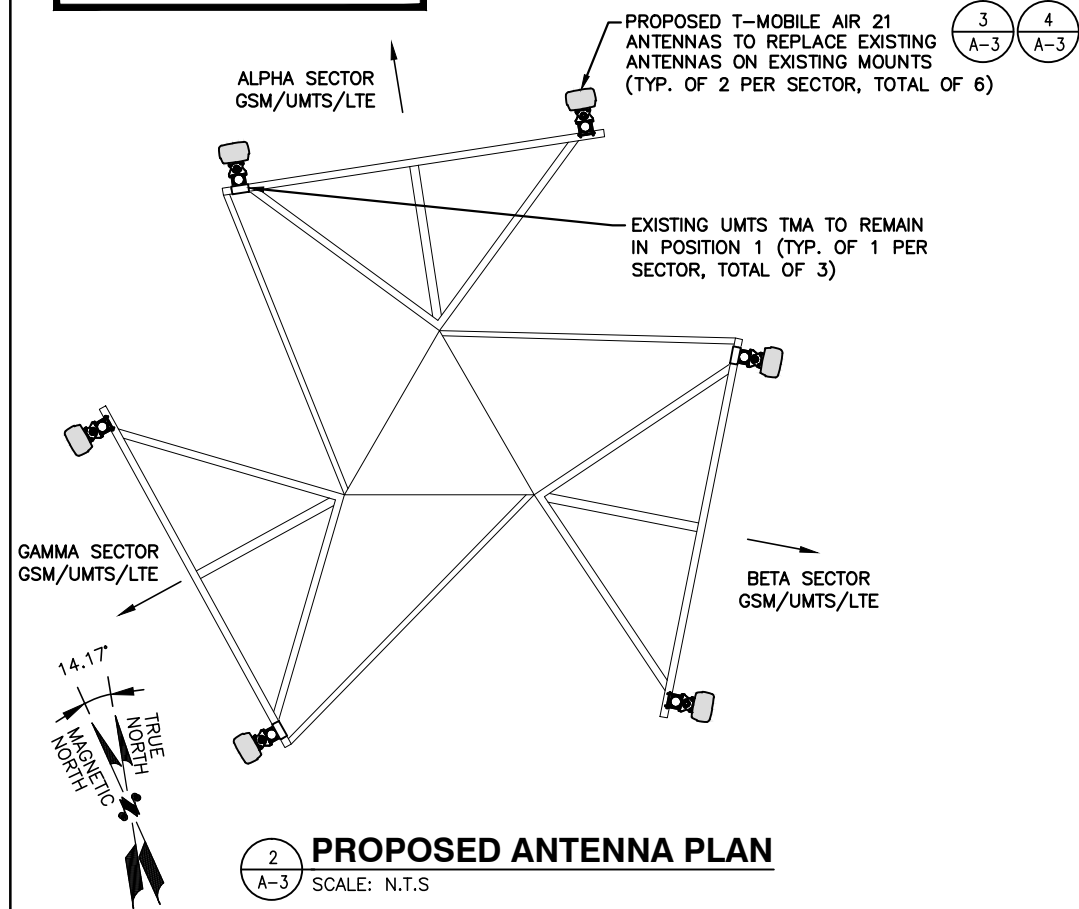 PROPOSED T-MOBILE AIR 21
ANTENNAS TO REPLACE EXISTING
ANTENNAS ON EXISTING MOUNTS
(TYP. OF 2 PER SECTOR, TOTAL OF 6)
3
A-3
4
A-3
ALPHA SECTOR
GSM/UMTS/LTE
EXISTING UMTS TMA TO REMAIN
IN POSITION 1 (TYP. OF 1 PER
SECTOR, TOTAL OF 3)
GAMMA SECTOR
GSM/UMTS/LTE
BETA SECTOR
GSM/UMTS/LTE
14.17°
TRUE
NORTH
MAGNETIC
NORTH
N
2
A-3
PROPOSED ANTENNA PLAN
SCALE: N.T.S